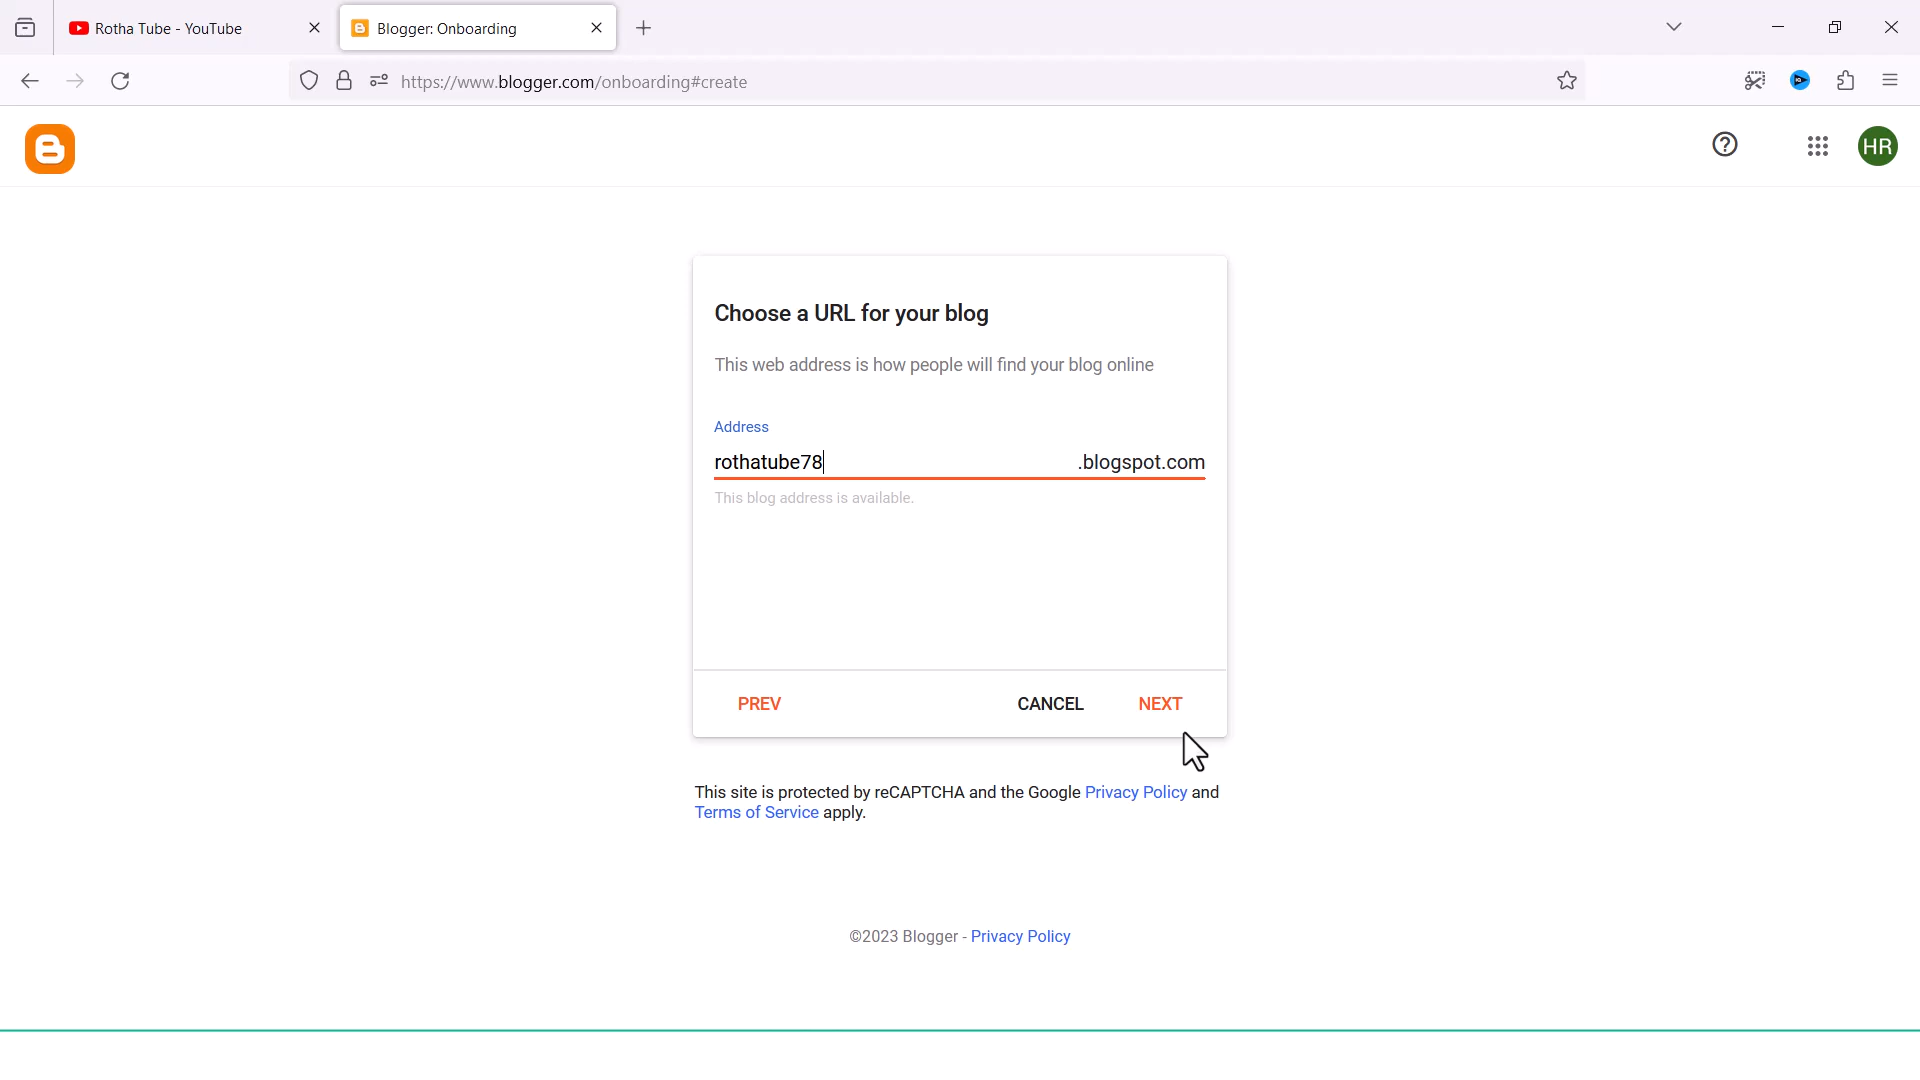 Rotha Tube - YouTube
Blogger: Onboarding
https://www.blogger.com/onboarding#create
HR
Choose a URL for your blog
This web address is how people will find your blog online
Address
rothatube78 .blogspot.com
This blog address is available.
PREV CANCEL NEXT
This site is protected by reCAPTCHA and the Google Privacy Policy and
Terms of Service apply.
©2023 Blogger - Privacy Policy